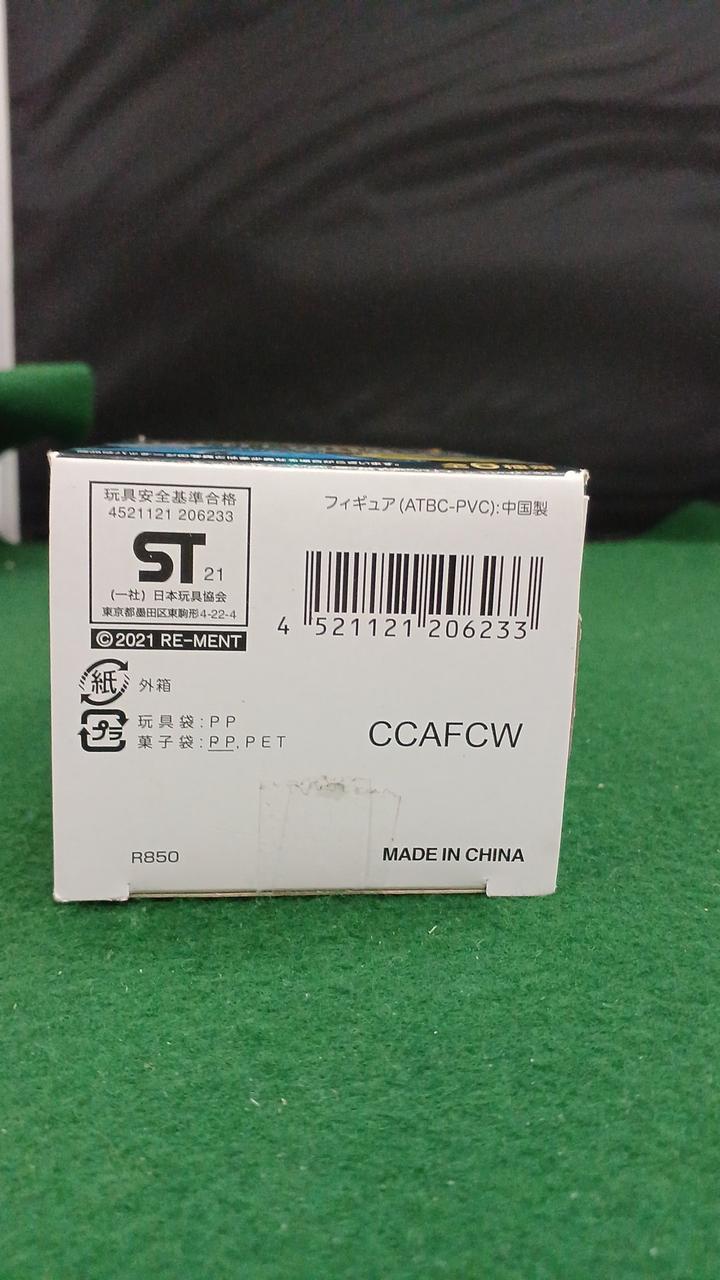 玩具安全基準合格
4521121 206233
ST 21
(一社) 日本玩具協会
東京都墨田区東駒形4-22-4
©2021 RE-MENT
フィギュア(ATBC-PVC):中国製
4 521121 206233
紙 外箱
プラ 玩具袋:PP
菓子袋:PP,PET
CCAFCW
R850
MADE IN CHINA